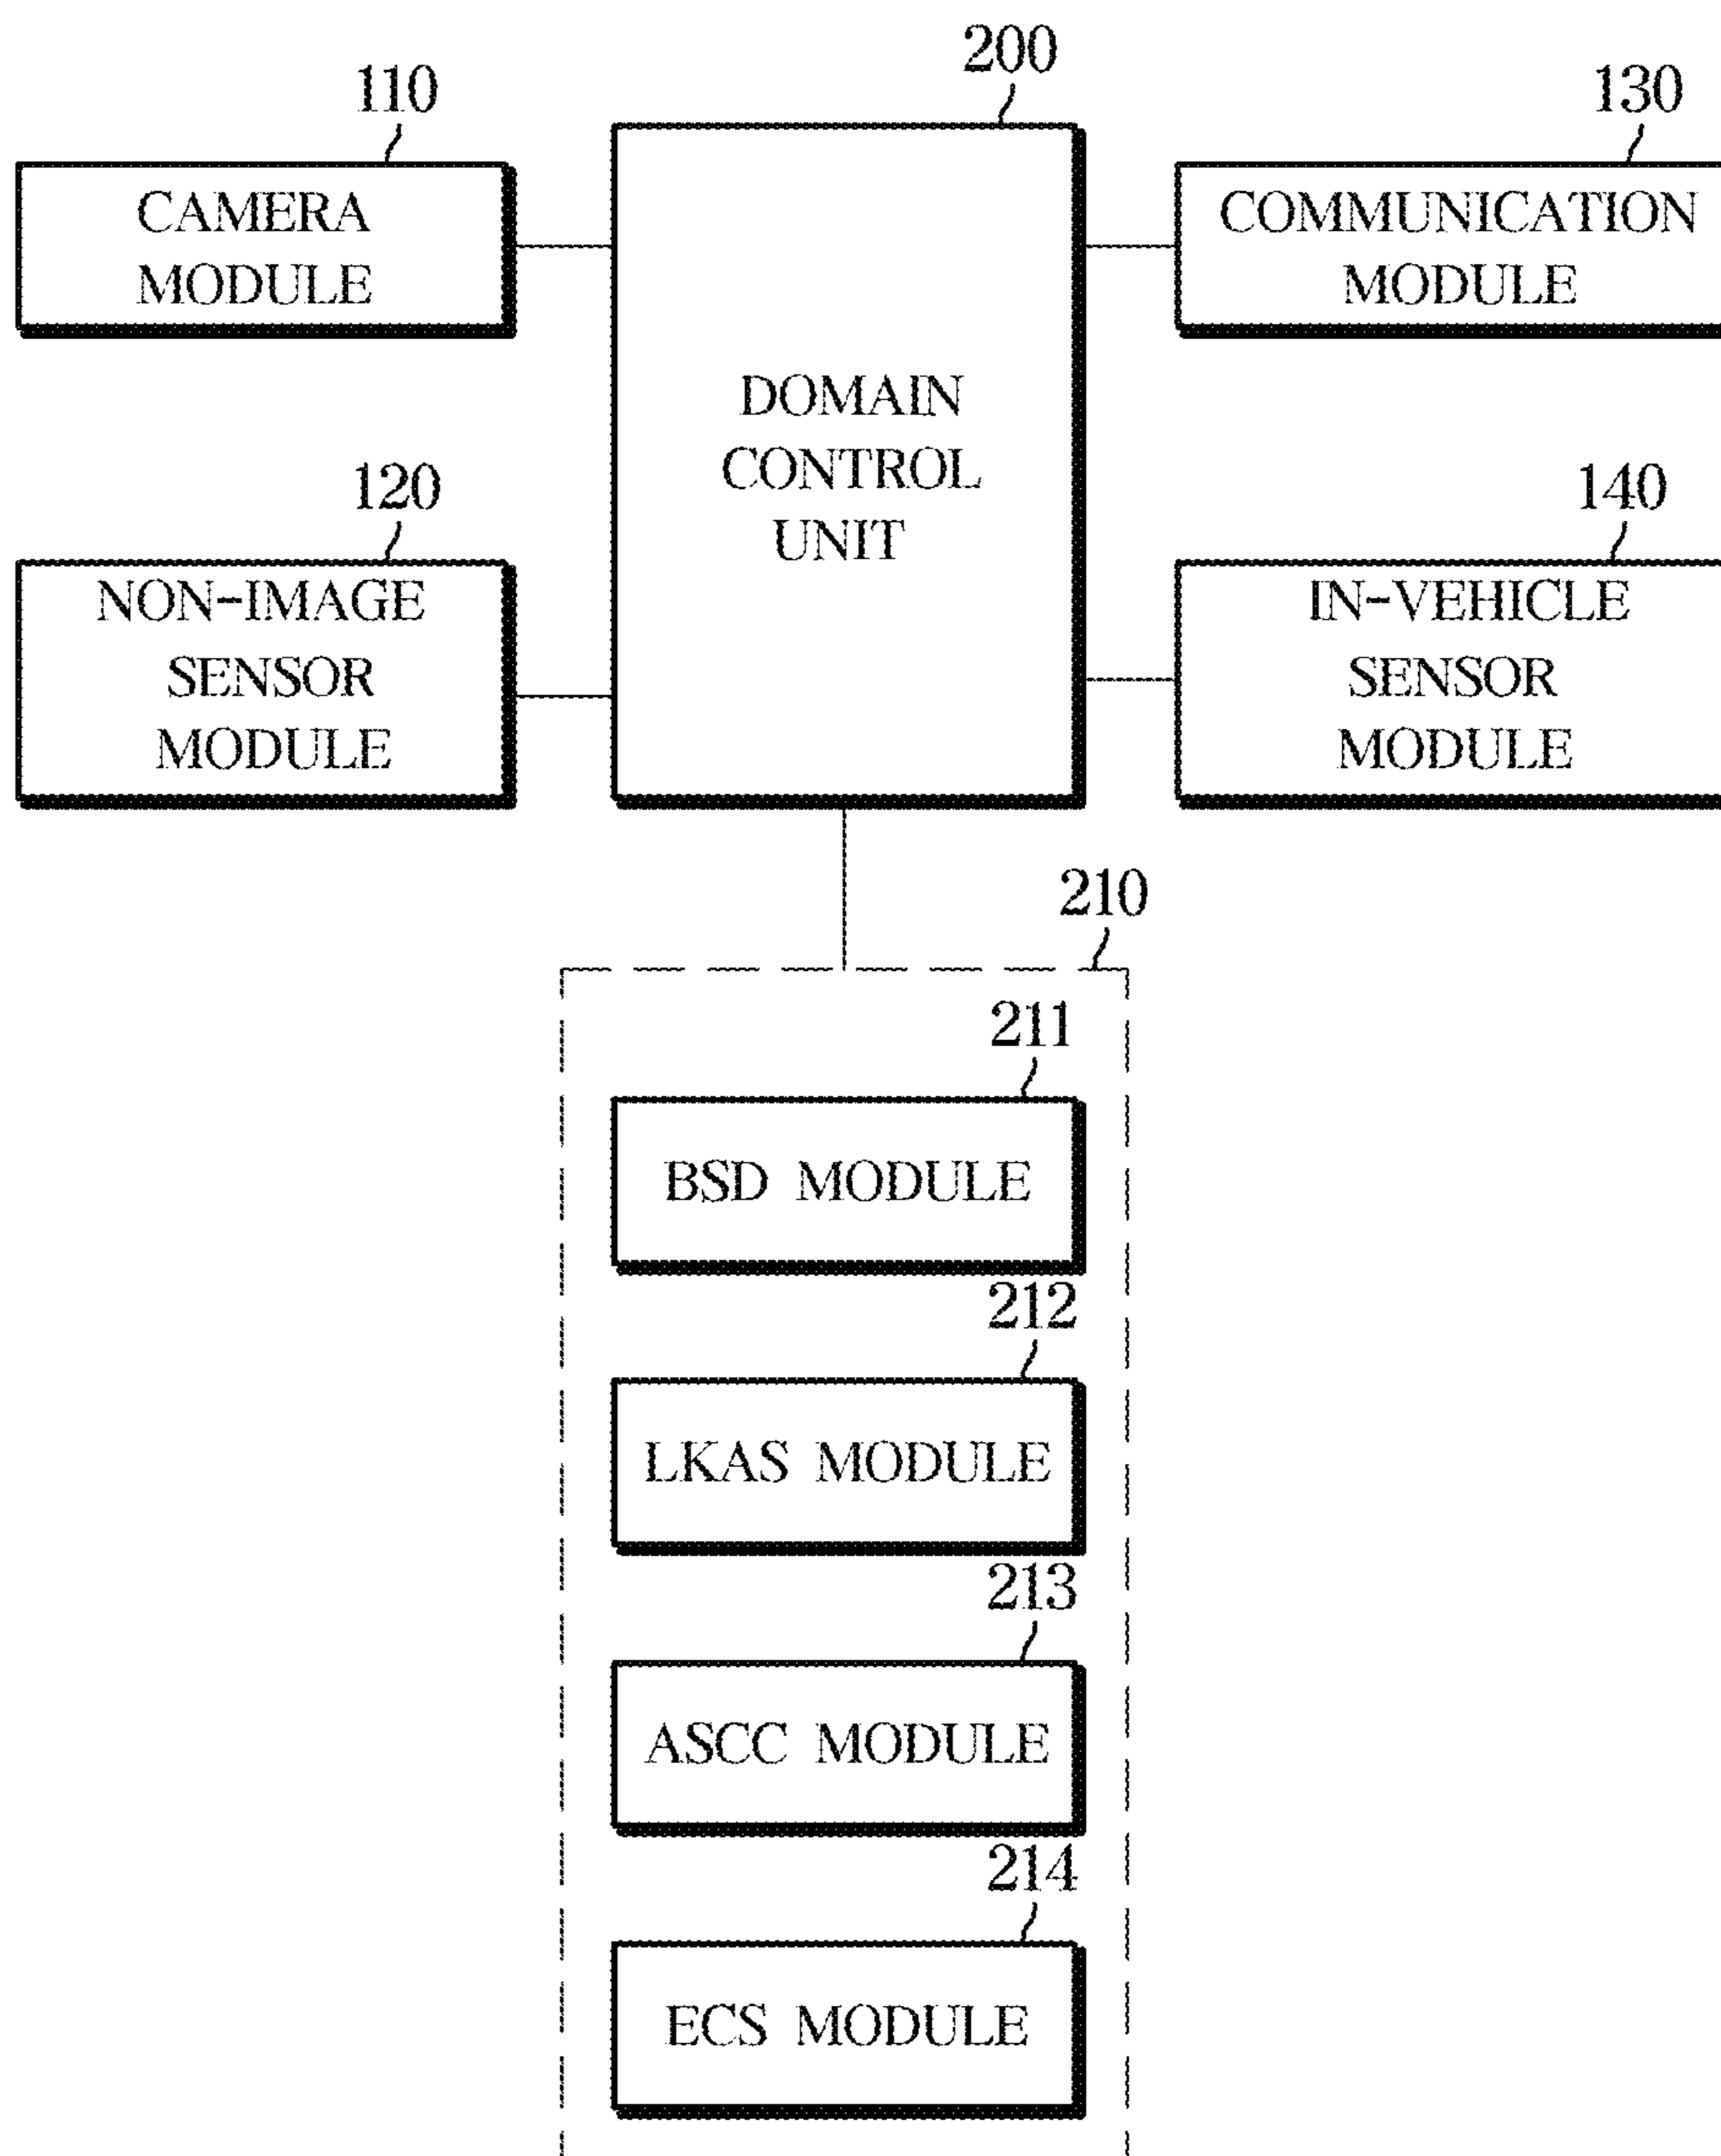 200
110
130
CAMERA
MODULE
COMMUNICATION
MODULE
DOMAIN
CONTROL
UNIT
120
140
NON-IMAGE
SENSOR
MODULE
IN-VEHICLE
SENSOR
MODULE
210
211
BSD MODULE
212
LKAS MODULE
213
ASCC MODULE
214
ECS MODULE